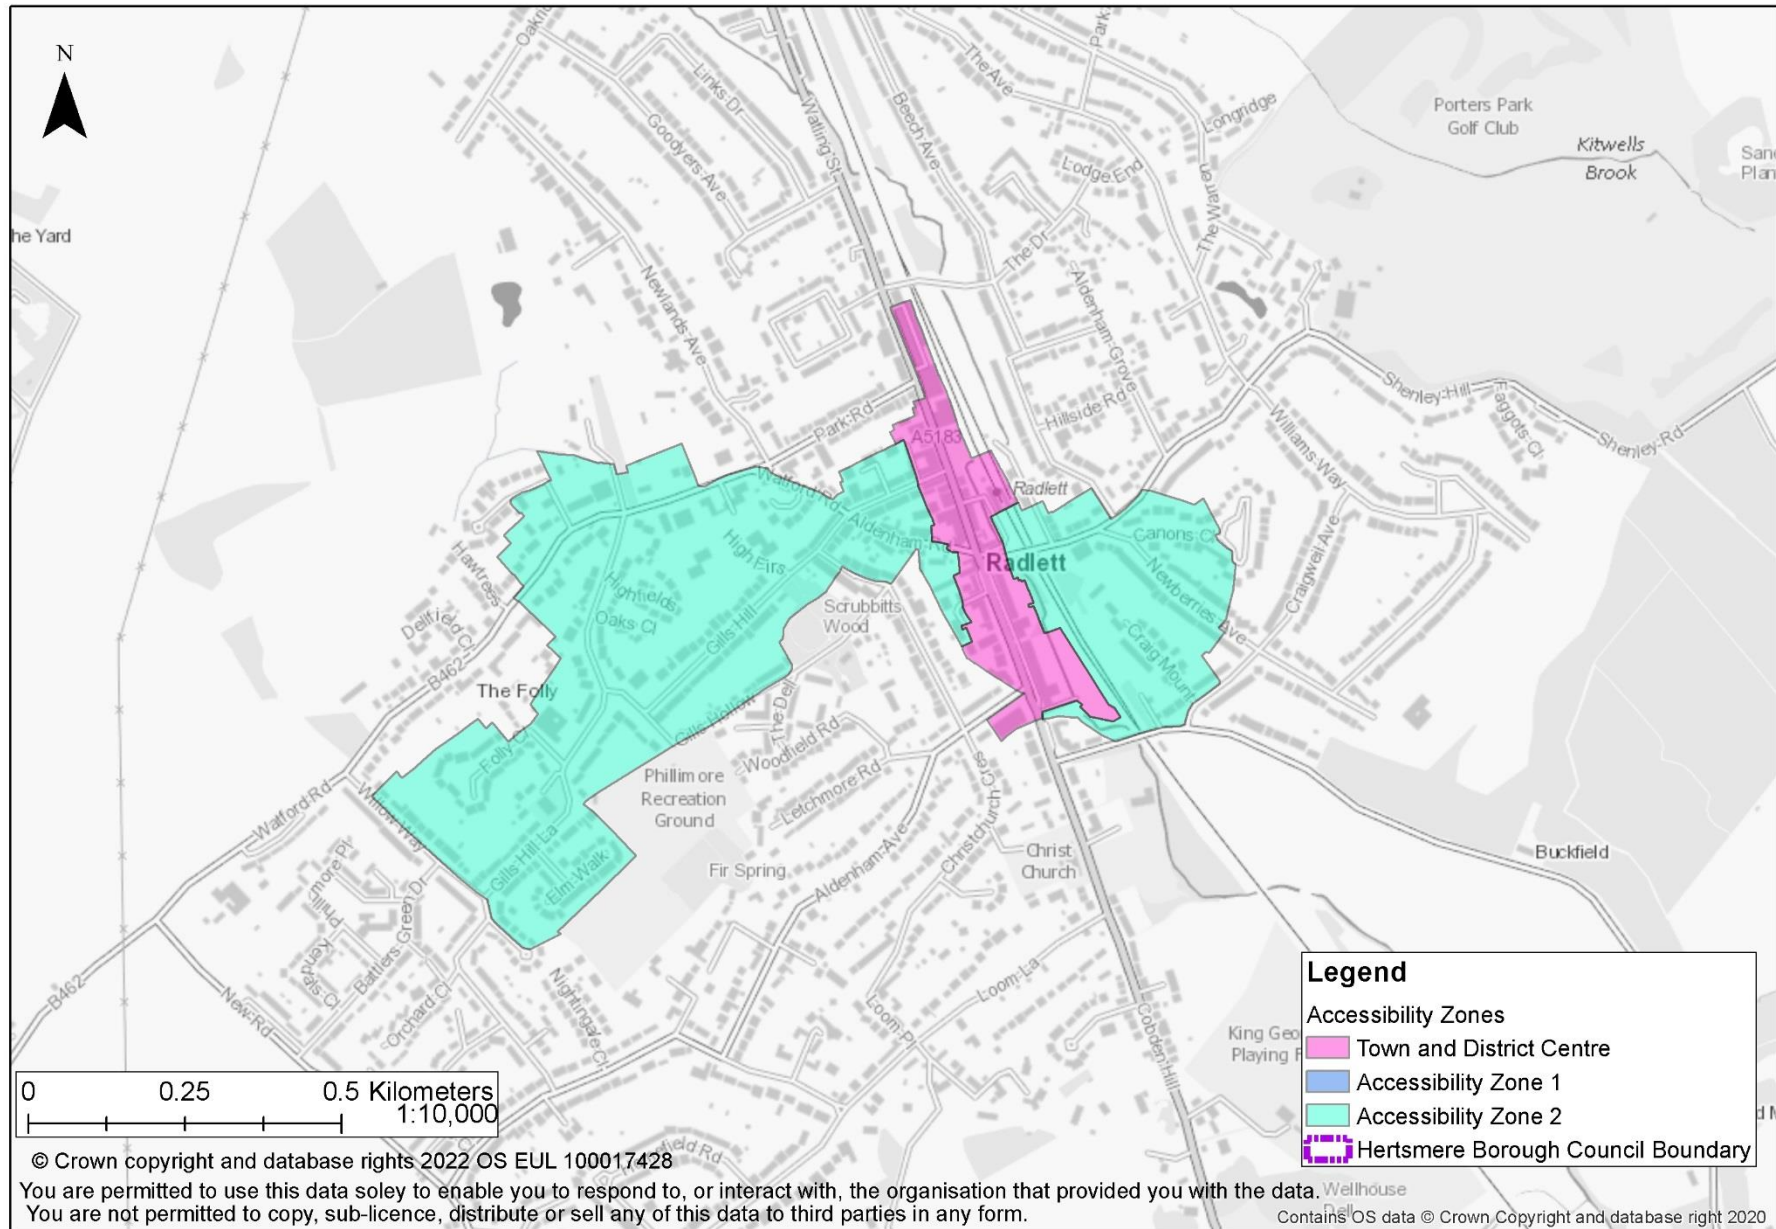 N
Oakri
Links Dr
Goodyers Ave
Watling St
Beech Ave
The Ave
Park
Longridge
Lodge End
The Warren
The Dr
Porters Park
Golf Club
Kitwells
Brook
San
Plan
he Yard
Newlands Ave
Aldenham Grove
Hillside Rd
Shenley Hill
Faggots Cl
Shenley Rd
Williams Way
Park Rd
A5183
Radlett
Radlett
Watford Rd
Aldenham Rd
High Firs
Highfields
Oaks Cl
Gills Hill
Hawtrees
Dellfield Cl
B462
The Folly
Folly Cl
Scrubbitts
Wood
Canons Cl
Newberries Ave
Craigweil Ave
Craig Mount
Gills Hollow
The Dell
Woodfield Rd
Letchmore Rd
Phillimore
Recreation
Ground
Watford Rd
Willow Way
Gills Hill La
Elm Walk
Phillimore Pl
Battlers Green Dr
Kendals Cl
Orchard Cl
New Rd
B462
Nightingale Cl
Fir Spring
Aldenham Ave
Christchurch Cres
Christ
Church
Buckfield
Loom La
Loom Pl
Cobden Hill
King Geo
Playing F
field Rd
Wellhouse
Dell
d M
Legend
Accessibility Zones
Town and District Centre
Accessibility Zone 1
Accessibility Zone 2
Hertsmere Borough Council Boundary
0 0.25 0.5 Kilometers
1:10,000
© Crown copyright and database rights 2022 OS EUL 100017428
You are permitted to use this data soley to enable you to respond to, or interact with, the organisation that provided you with the data.
You are not permitted to copy, sub-licence, distribute or sell any of this data to third parties in any form.
Contains OS data © Crown Copyright and database right 2020